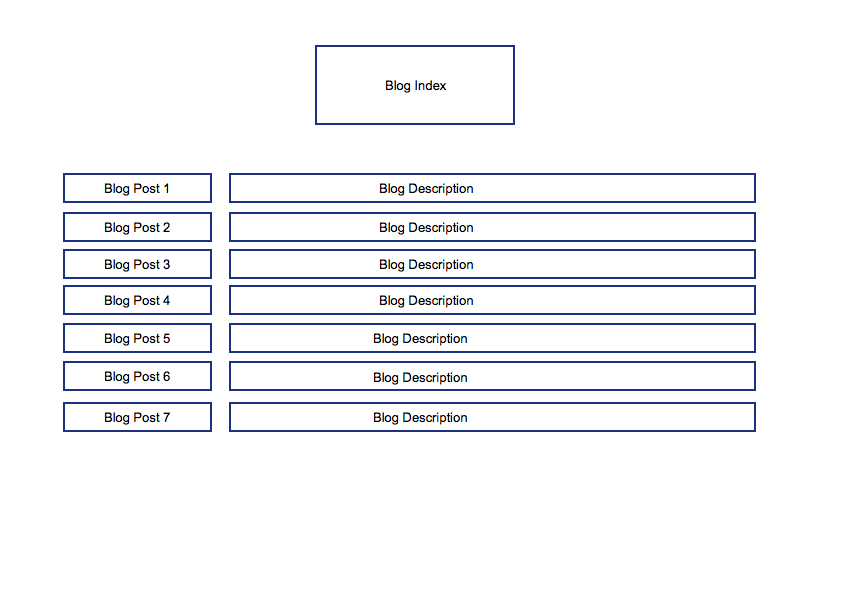 Blog Index
Blog Post 1 Blog Description
Blog Post 2 Blog Description
Blog Post 3 Blog Description
Blog Post 4 Blog Description
Blog Post 5 Blog Description
Blog Post 6 Blog Description
Blog Post 7 Blog Description